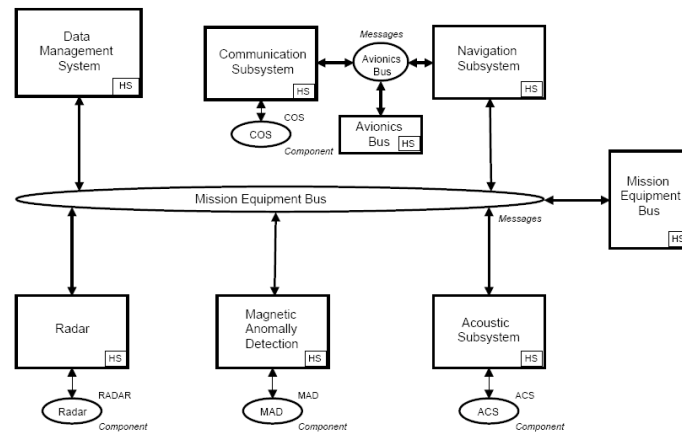 Data
Management
System
HS
Communication
Subsystem
HS
Messages
Avionics
Bus
Navigation
Subsystem
HS
COS
COS
Component
Avionics
Bus
HS
Mission Equipment Bus
Messages
Mission
Equipment
Bus
HS
Radar
HS
Magnetic
Anomally
Detection
HS
Acoustic
Subsystem
HS
RADAR
Radar
Component
MAD
MAD
Component
ACS
ACS
Component